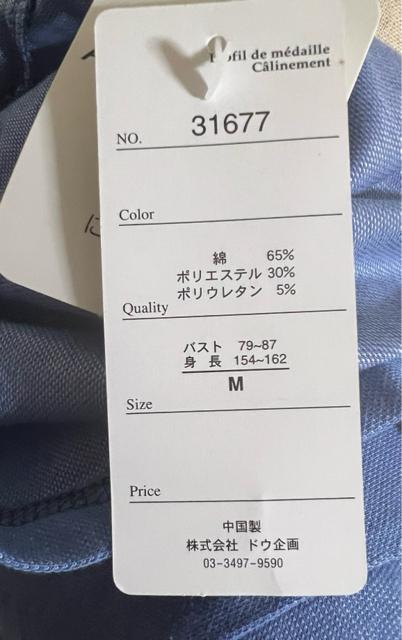 Profil de médaille
Câlinement
NO. 31677
Color
綿 65%
ポリエステル 30%
ポリウレタン 5%
Quality
バスト 79~87
身 長 154~162
M
Size
Price
中国製
株式会社 ドウ企画
03-3497-9590
に